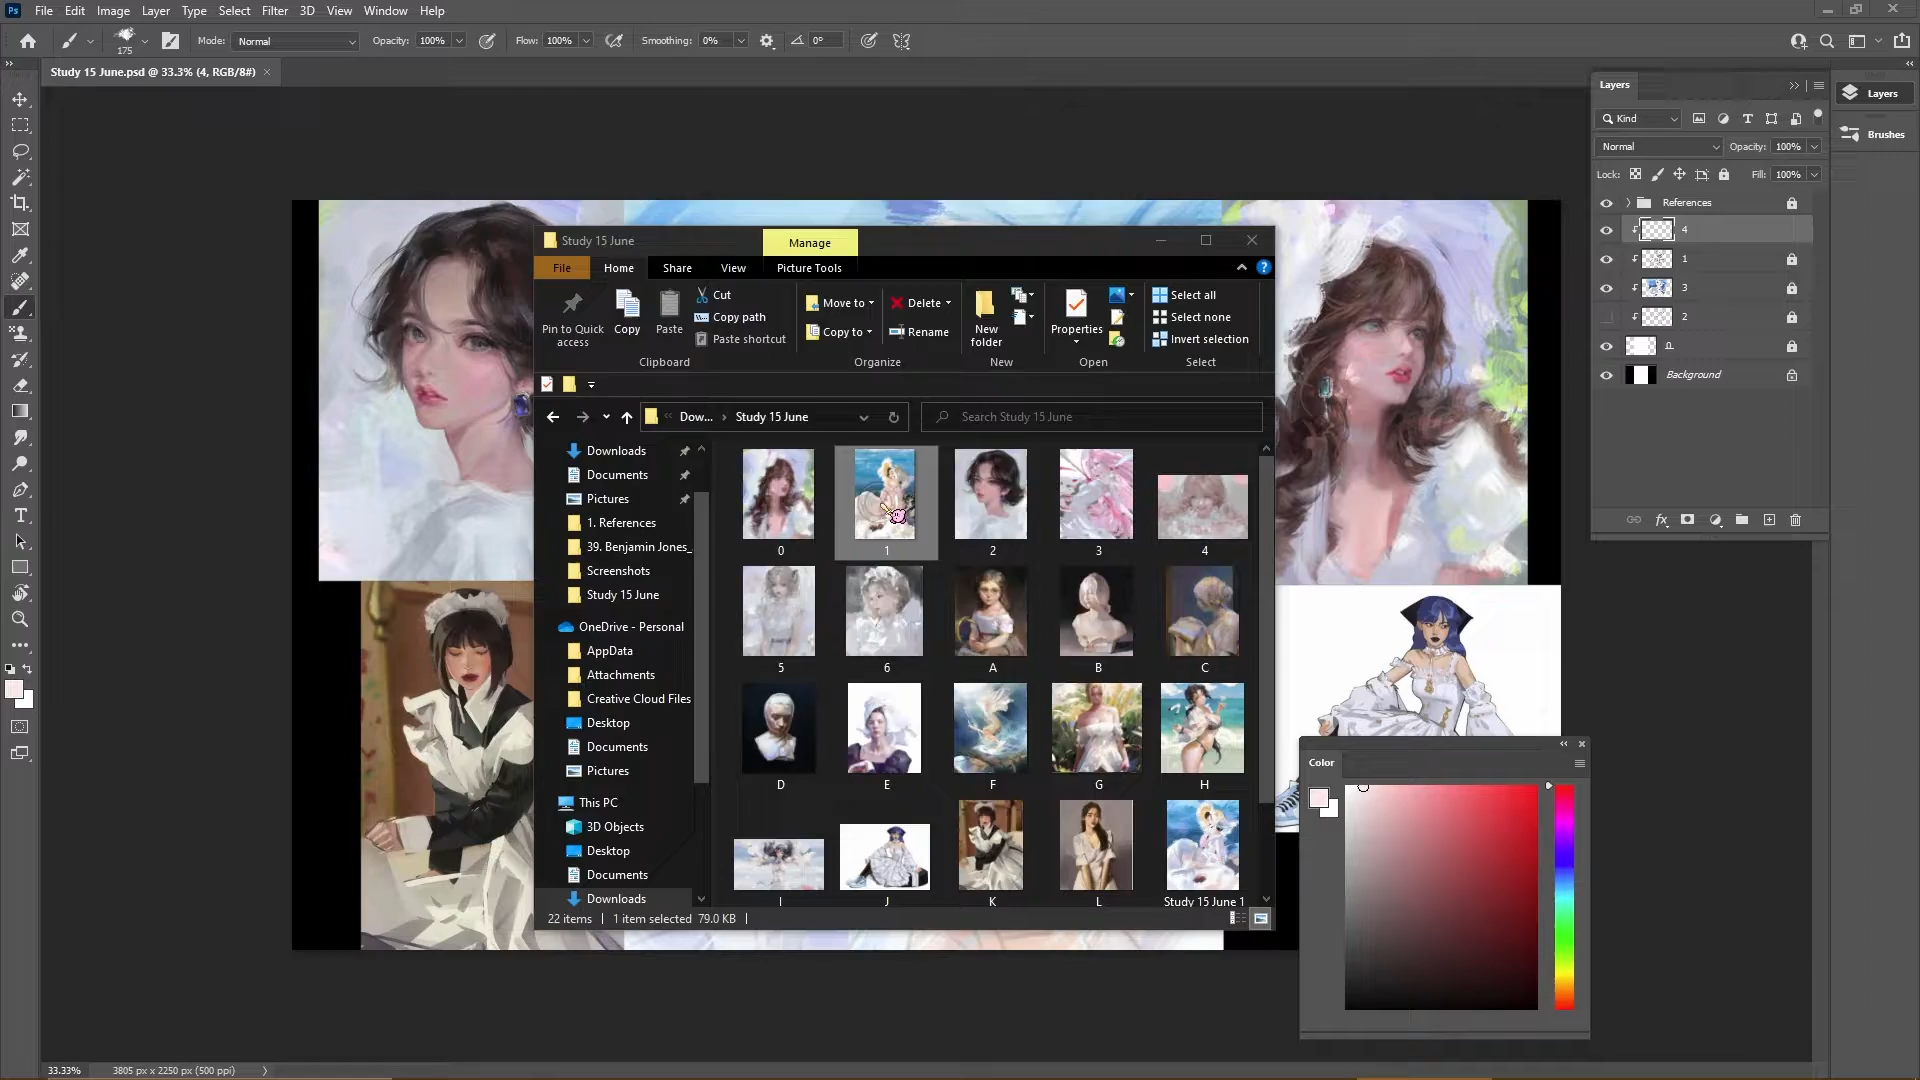 Ps File Edit Image Layer Type Select Filter 3D View Window Help
175 Mode: Normal Opacity: 100% Flow: 100% Smoothing: 0% 0°
Study 15 June.psd @ 33.3% (4, RGB/8#) ×
Layers
Kind
Normal Opacity: 100%
Lock: Fill: 100%
References
4
1
3
2
Background
fx
Layers
Brushes
Study 15 June Manage
File Home Share View Picture Tools
Pin to Quick access
Copy
Paste
Cut
Copy path
Paste shortcut
Clipboard
Move to
Copy to
Delete
Rename
Organize
New folder
New
Properties
Open
Select all
Select none
Invert selection
Select
Dow... Study 15 June
Search Study 15 June
Downloads
Documents
Pictures
1. References
39. Benjamin Jones_
Screenshots
Study 15 June
OneDrive - Personal
AppData
Attachments
Creative Cloud Files
Desktop
Documents
Pictures
This PC
3D Objects
Desktop
Documents
Downloads
0 1 2 3 4
5 6 A B C
D E F G H
I J K L Study 15 June 1
22 items 1 item selected 79.0 KB
Color
33.33% 3805 px x 2250 px (500 ppi)